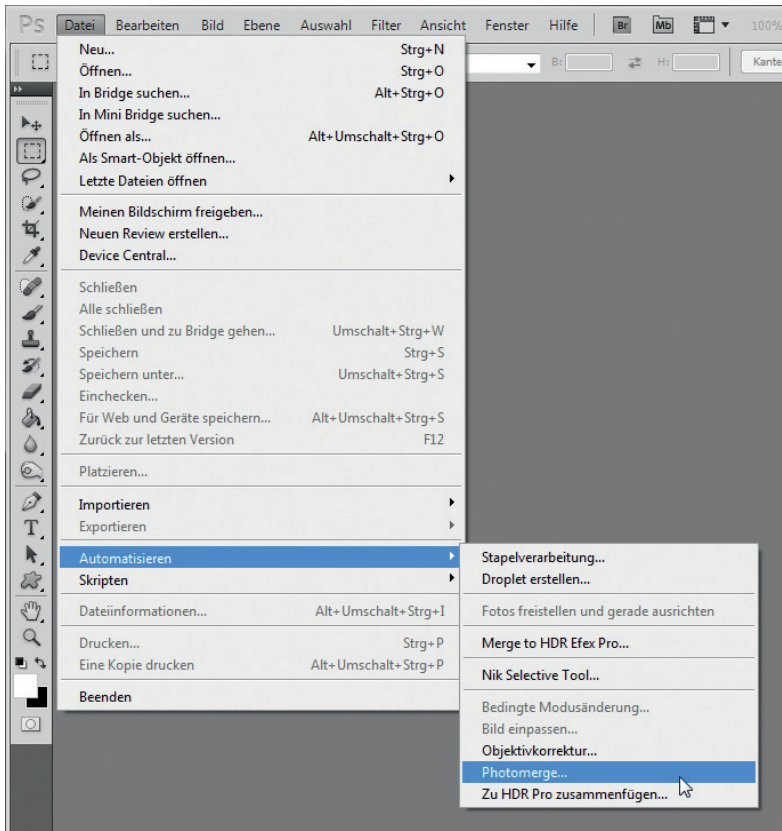 Ps Datei Bearbeiten Bild Ebene Auswahl Filter Ansicht Fenster Hilfe Br Mb 100%
B: H: Kante
Neu... Strg+N
Öffnen... Strg+O
In Bridge suchen... Alt+Strg+O
In Mini Bridge suchen...
Öffnen als... Alt+Umschalt+Strg+O
Als Smart-Objekt öffnen...
Letzte Dateien öffnen
Meinen Bildschirm freigeben...
Neuen Review erstellen...
Device Central...
Schließen
Alle schließen
Schließen und zu Bridge gehen... Umschalt+Strg+W
Speichern Strg+S
Speichern unter... Umschalt+Strg+S
Einchecken...
Für Web und Geräte speichern... Alt+Umschalt+Strg+S
Zurück zur letzten Version F12
Platzieren...
Importieren
Exportieren
Automatisieren
Skripten
Dateiinformationen... Alt+Umschalt+Strg+I
Drucken... Strg+P
Eine Kopie drucken Alt+Umschalt+Strg+P
Beenden
Stapelverarbeitung...
Droplet erstellen...
Fotos freistellen und gerade ausrichten
Merge to HDR Efex Pro...
Nik Selective Tool...
Bedingte Modusänderung...
Bild einpassen...
Objektivkorrektur...
Photomerge...
Zu HDR Pro zusammenfügen...